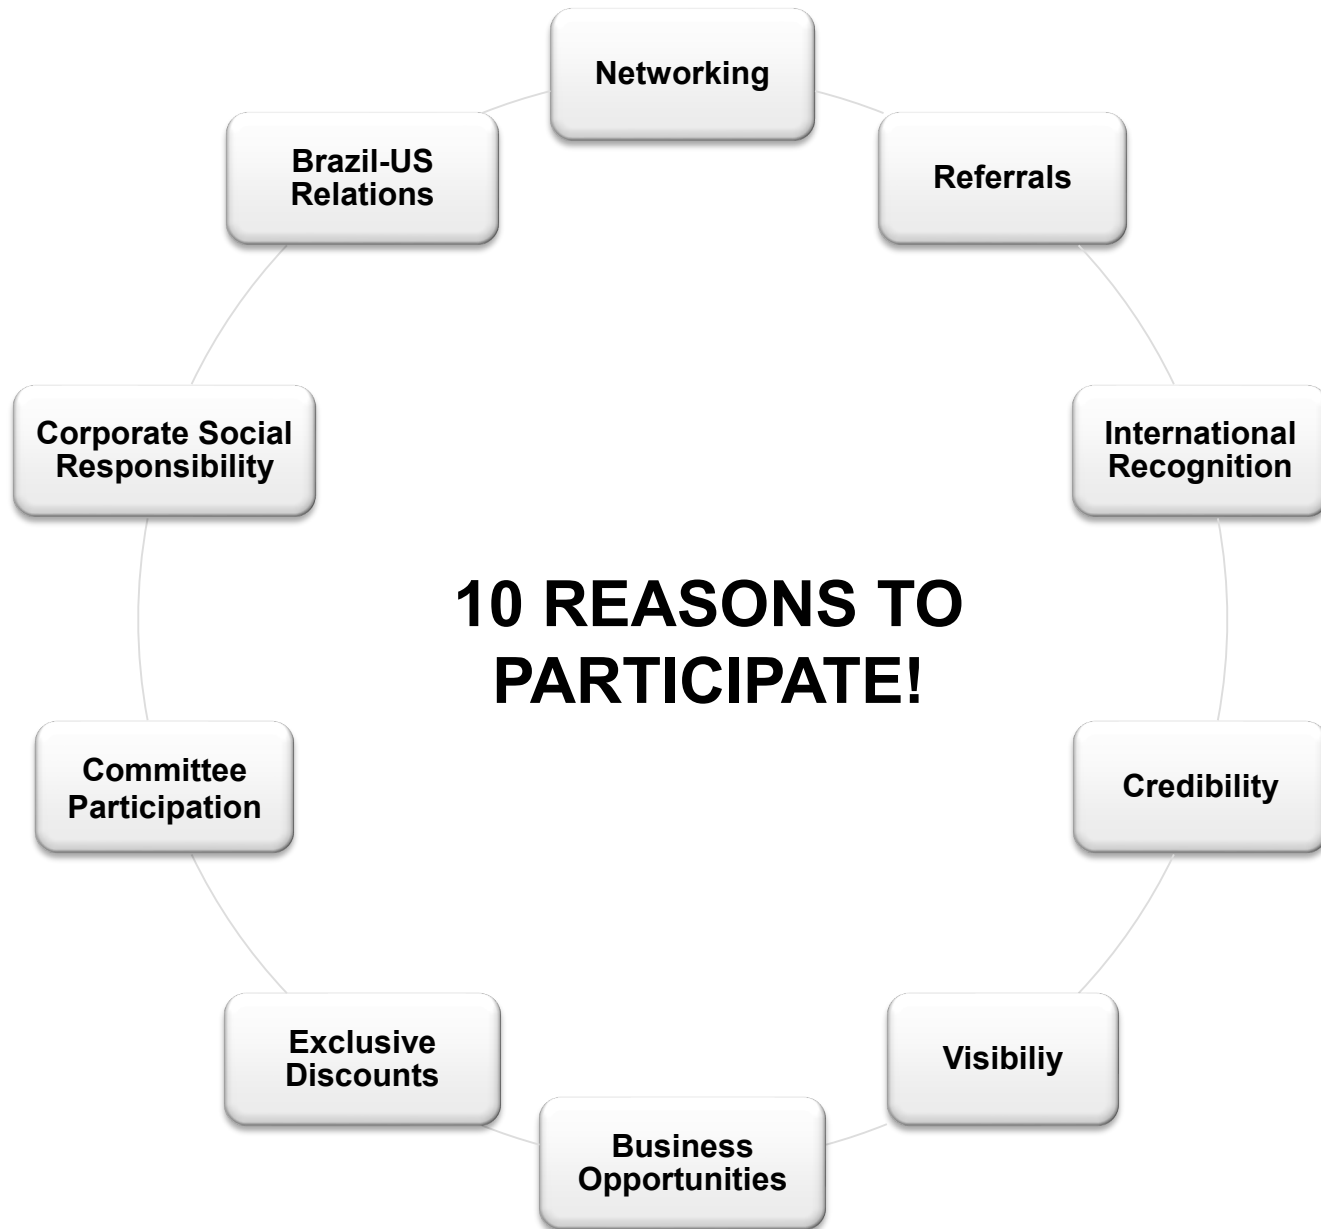 Networking
Referrals
International
Recognition
Credibility
Visibiliy
Business
Opportunities
Exclusive
Discounts
Committee
Participation
Corporate Social
Responsibility
Brazil-US
Relations
10 REASONS TO
PARTICIPATE!